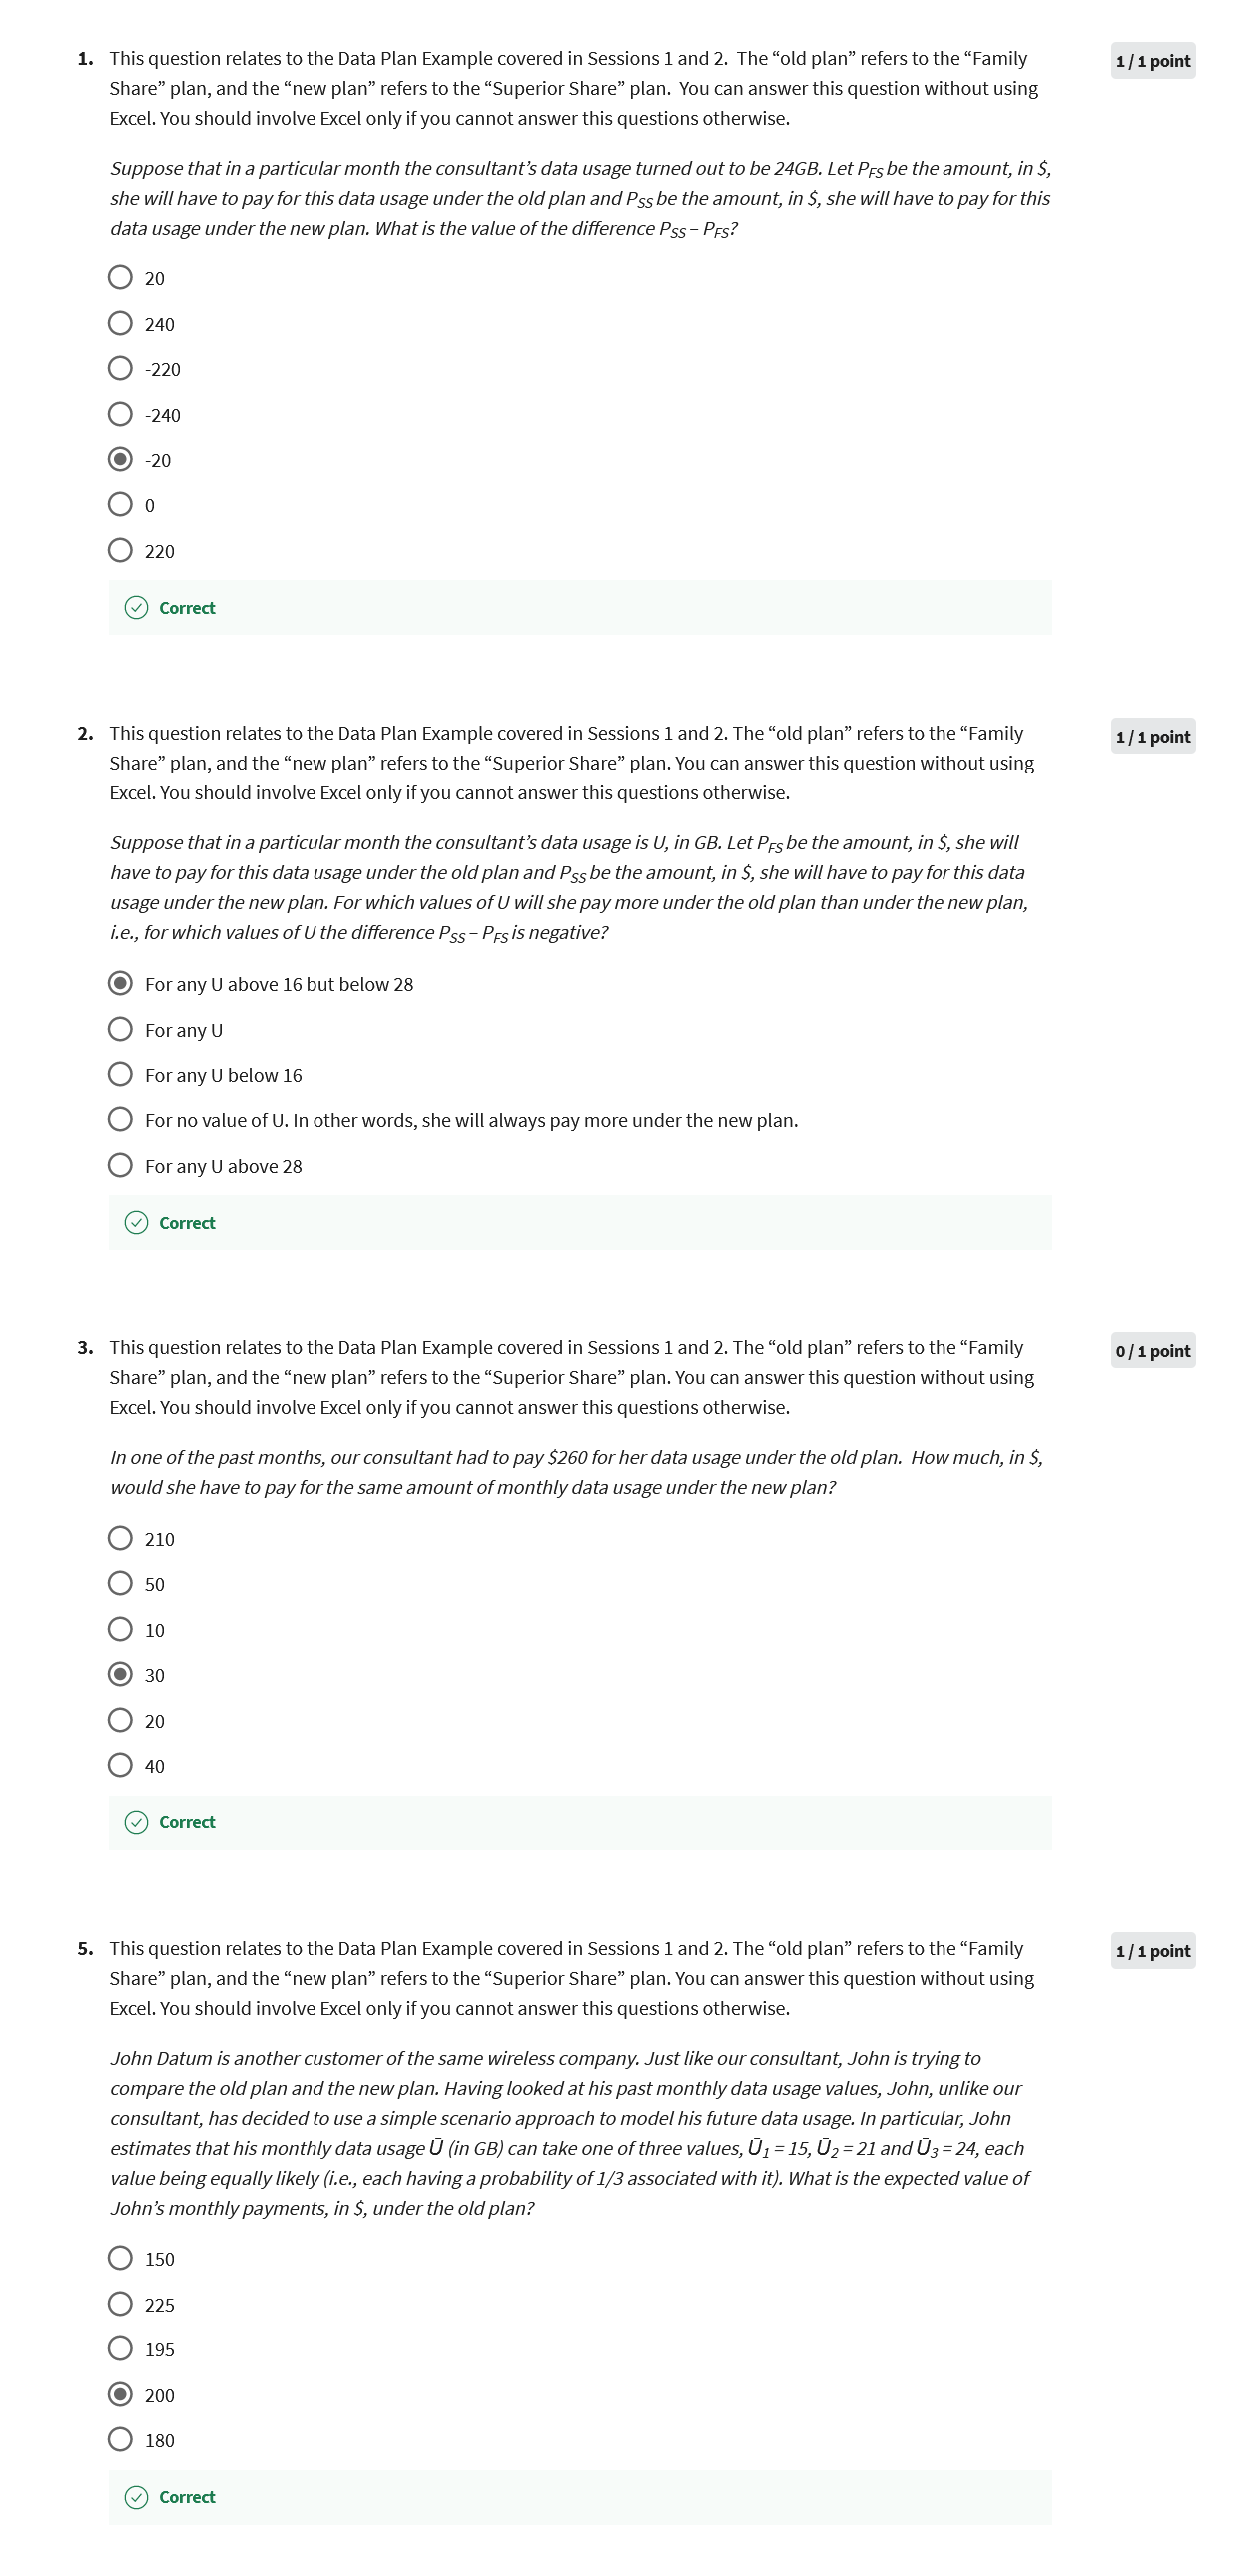 1. This question relates to the Data Plan Example covered in Sessions 1 and 2.  The “old plan” refers to the “Family
1 / 1 point
Share” plan, and the “new plan” refers to the “Superior Share” plan.  You can answer this question without using
Excel. You should involve Excel only if you cannot answer this questions otherwise.
Suppose that in a particular month the consultant’s data usage turned out to be 24GB. Let PFS be the amount, in $,
she will have to pay for this data usage under the old plan and PSS be the amount, in $, she will have to pay for this
data usage under the new plan. What is the value of the difference PSS – PFS?
20
240
-220
-240
-20
0
220
Correct
2. This question relates to the Data Plan Example covered in Sessions 1 and 2. The “old plan” refers to the “Family
1 / 1 point
Share” plan, and the “new plan” refers to the “Superior Share” plan. You can answer this question without using
Excel. You should involve Excel only if you cannot answer this questions otherwise.
Suppose that in a particular month the consultant’s data usage is U, in GB. Let PFS be the amount, in $, she will
have to pay for this data usage under the old plan and PSS be the amount, in $, she will have to pay for this data
usage under the new plan. For which values of U will she pay more under the old plan than under the new plan,
i.e., for which values of U the difference PSS – PFS is negative?
For any U above 16 but below 28
For any U
For any U below 16
For no value of U. In other words, she will always pay more under the new plan.
For any U above 28
Correct
3. This question relates to the Data Plan Example covered in Sessions 1 and 2. The “old plan” refers to the “Family
0 / 1 point
Share” plan, and the “new plan” refers to the “Superior Share” plan. You can answer this question without using
Excel. You should involve Excel only if you cannot answer this questions otherwise.
In one of the past months, our consultant had to pay $260 for her data usage under the old plan.  How much, in $,
would she have to pay for the same amount of monthly data usage under the new plan?
210
50
10
30
20
40
Correct
5. This question relates to the Data Plan Example covered in Sessions 1 and 2. The “old plan” refers to the “Family
1 / 1 point
Share” plan, and the “new plan” refers to the “Superior Share” plan. You can answer this question without using
Excel. You should involve Excel only if you cannot answer this questions otherwise.
John Datum is another customer of the same wireless company. Just like our consultant, John is trying to
compare the old plan and the new plan. Having looked at his past monthly data usage values, John, unlike our
consultant, has decided to use a simple scenario approach to model his future data usage. In particular, John
estimates that his monthly data usage Ū (in GB) can take one of three values, Ū1 = 15, Ū2 = 21 and Ū3 = 24, each
value being equally likely (i.e., each having a probability of 1/3 associated with it). What is the expected value of
John’s monthly payments, in $, under the old plan?
150
225
195
200
180
Correct